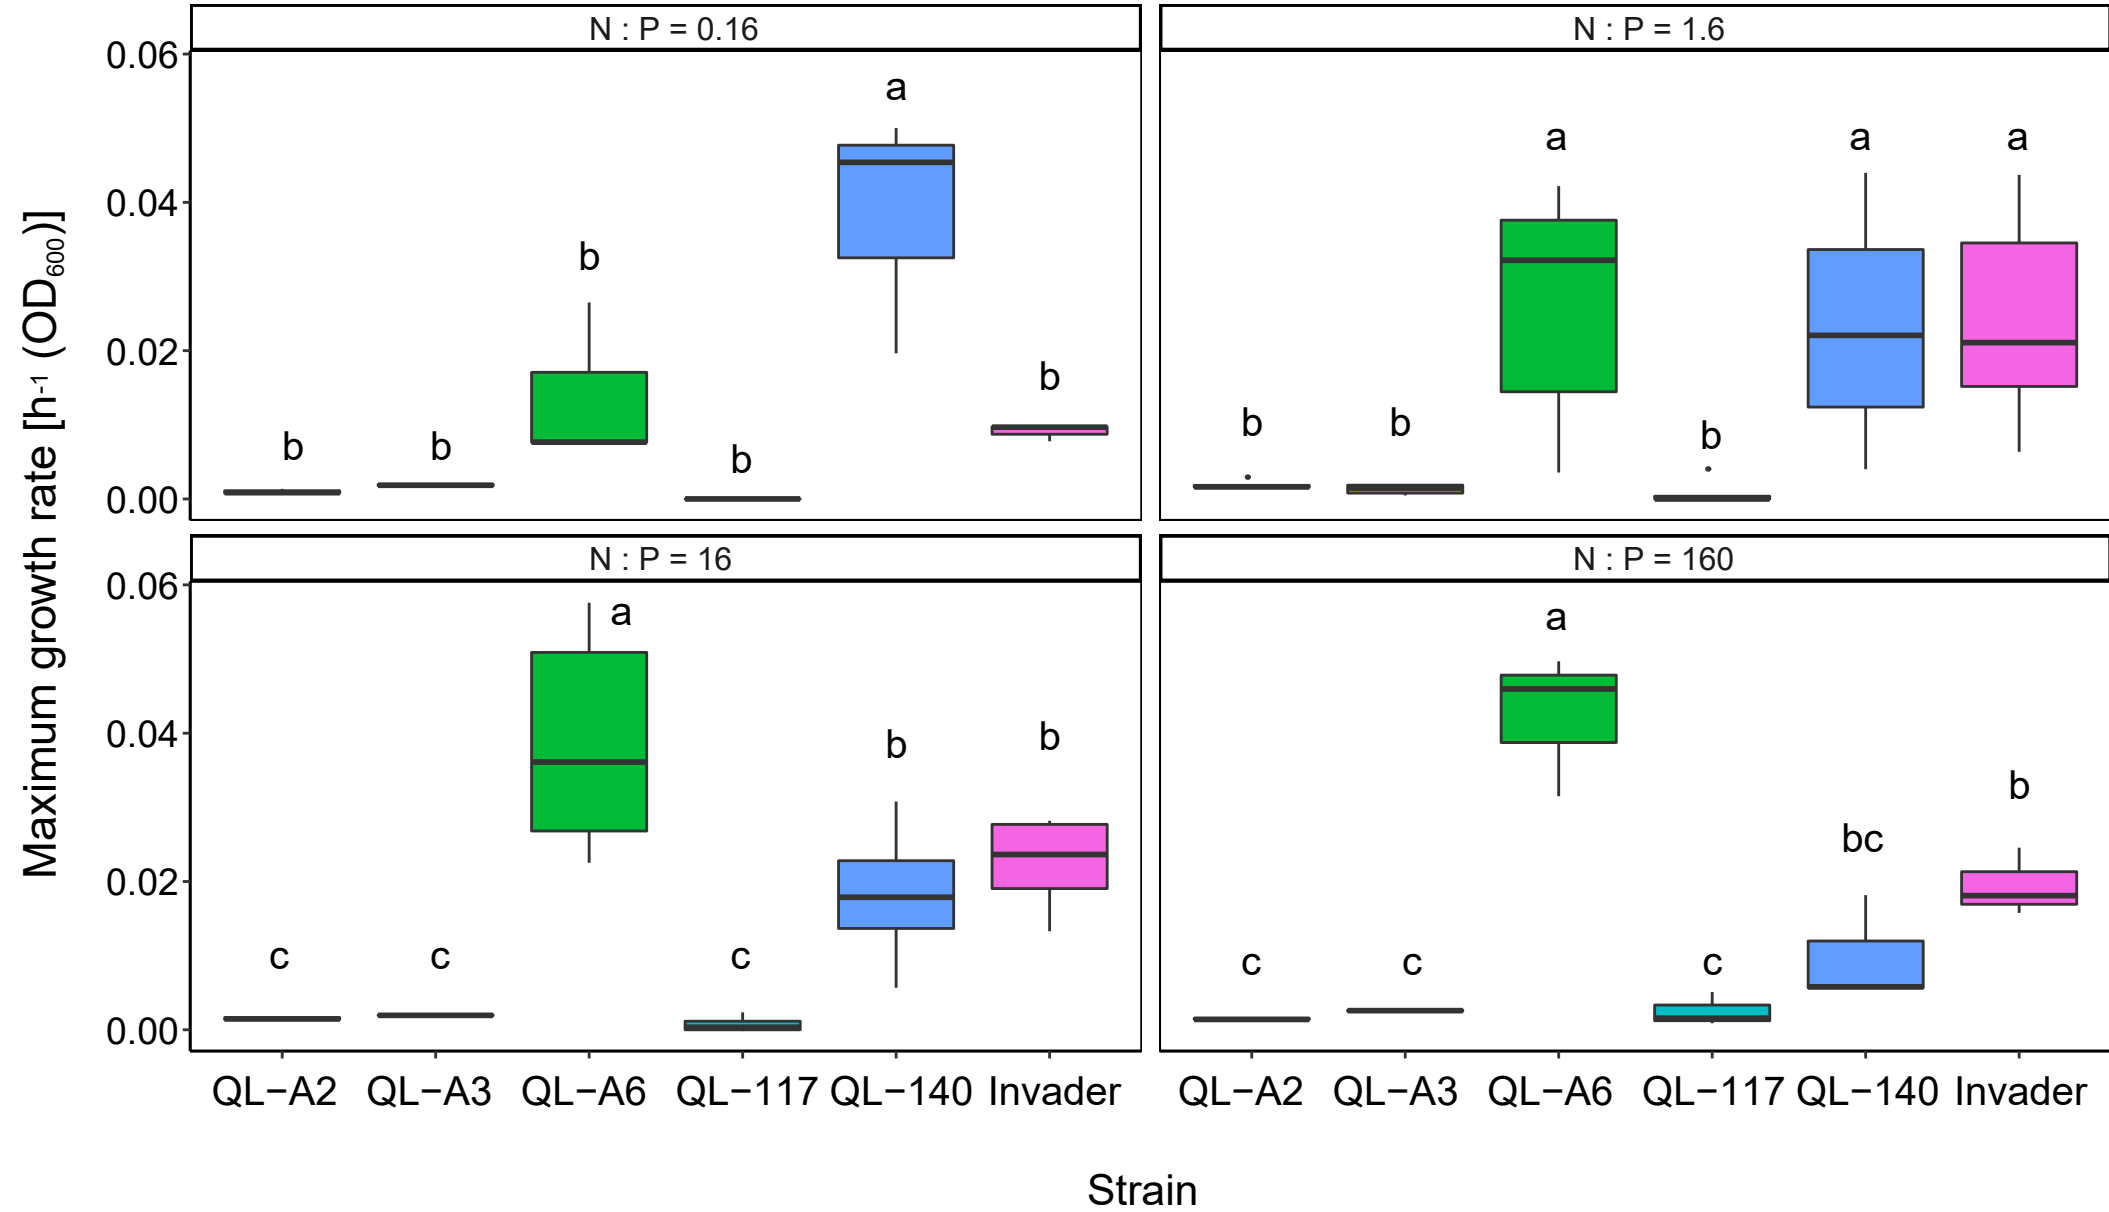 N : P = 0.16
N : P = 1.6
0.06
0.04
0.02
0.00
b b b b a b
b b a b a a
N : P = 16
N : P = 160
0.06
0.04
0.02
0.00
c c a c b b
c c a c bc b
QL−A2 QL−A3 QL−A6 QL−117 QL−140 Invader
QL−A2 QL−A3 QL−A6 QL−117 QL−140 Invader
Maximum growth rate [h-1 (OD600)]
Strain